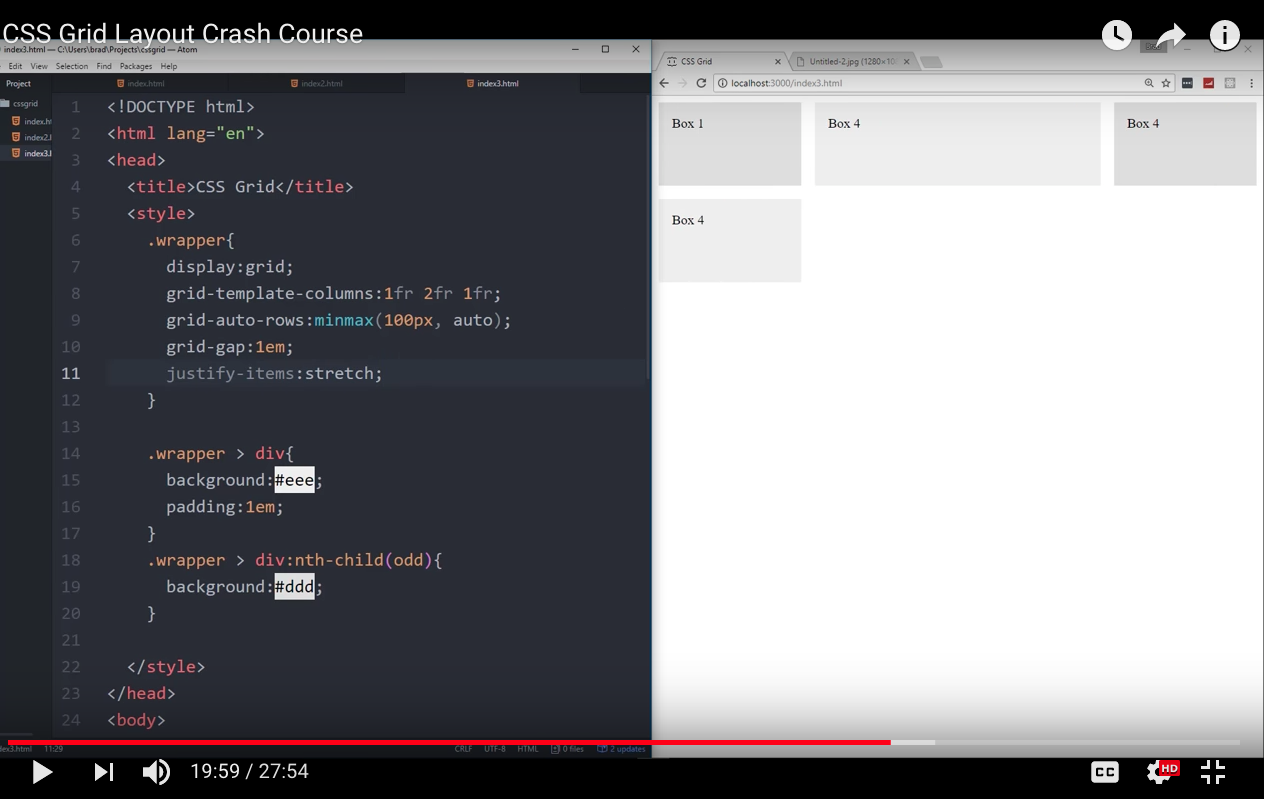 CSS Grid Layout Crash Course
index3.html — C:\Users\brad\Projects\cssgrid — Atom
Edit View Selection Find Packages Help
Project index.html index2.html index3.html
cssgrid
index.ht
index2.l
index3.l
1 <!DOCTYPE html>
2 <html lang="en">
3 <head>
4 <title>CSS Grid</title>
5 <style>
6 .wrapper{
7 display:grid;
8 grid-template-columns:1fr 2fr 1fr;
9 grid-auto-rows:minmax(100px, auto);
10 grid-gap:1em;
11 justify-items:stretch;
12 }
13
14 .wrapper > div{
15 background:#eee;
16 padding:1em;
17 }
18 .wrapper > div:nth-child(odd){
19 background:#ddd;
20 }
21
22 </style>
23 </head>
24 <body>
dex3.html 11:29 CRLF UTF-8 HTML 0 files 2 updates
CSS Grid Untitled-2.jpg (1280×10
localhost:3000/index3.html
Box 1 Box 4 Box 4
Box 4
19:59 / 27:54 CC HD